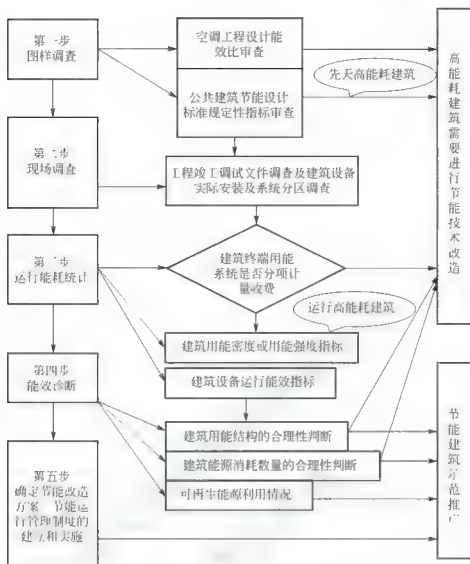 第一步
图样调查
空调工程设计能
效比审查
公共建筑节能设计
标准规定性指标审查
先天高能耗建筑
高能耗建筑需要进行节能技术改造
第二步
现场调查
工程竣工调试文件调查及建筑设备
实际安装及系统分区调查
第三步
运行能耗统计
建筑终端用能
系统是否分项计
量收费
运行高能耗建筑
建筑用能密度或用能强度指标
建筑设备运行能效指标
第四步
能效诊断
建筑用能结构的合理性判断
建筑能源消耗数量的合理性判断
可再生能源利用情况
节能建筑示范推广
第五步
确定节能改造
方案 节能运
行管理制度的
建立和实施